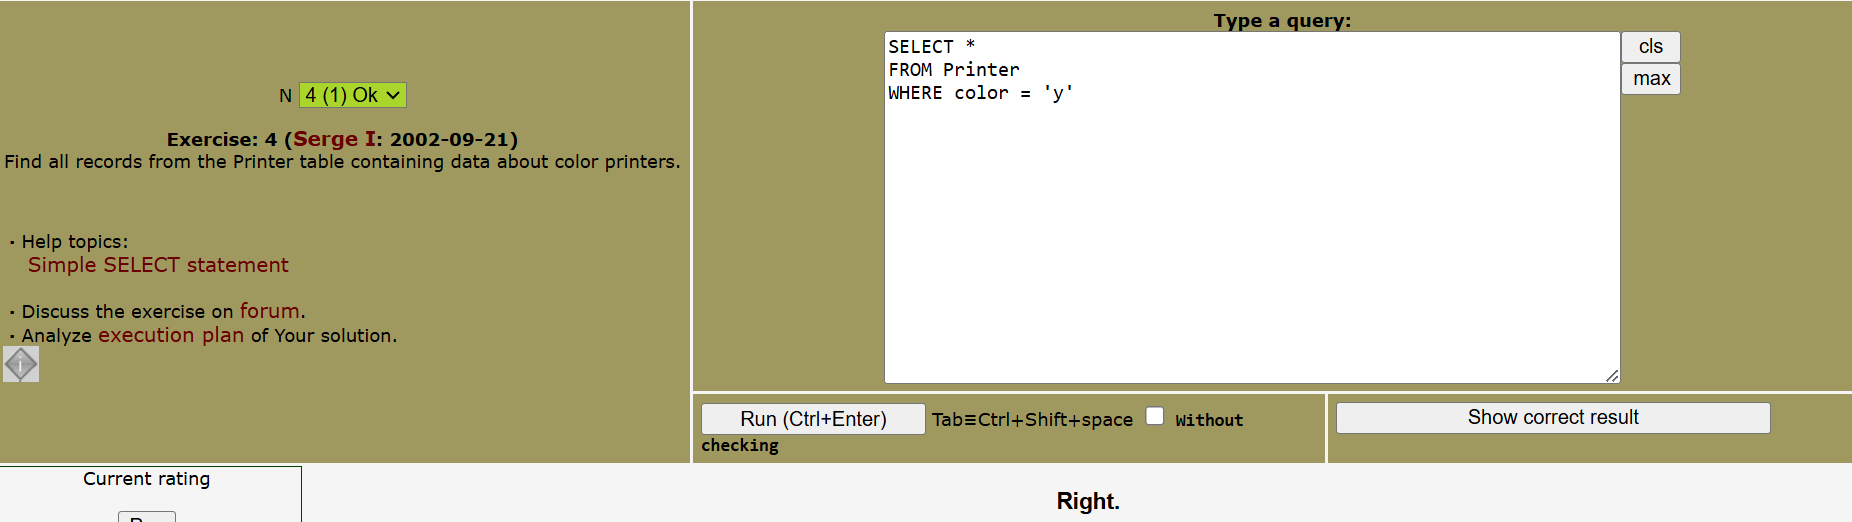 N 4 (1) Ok
Exercise: 4 (Serge I: 2002-09-21)
Find all records from the Printer table containing data about color printers.
· Help topics:
Simple SELECT statement
· Discuss the exercise on forum.
· Analyze execution plan of Your solution.
i
Type a query:
SELECT *
FROM Printer
WHERE color = 'y'
cls
max
Run (Ctrl+Enter) Tab≡Ctrl+Shift+space Without
checking
Show correct result
Current rating
Right.